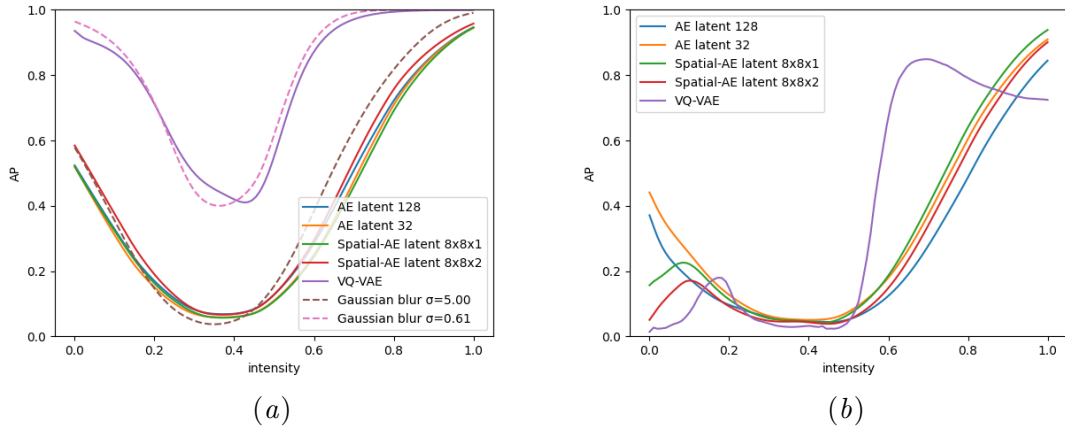 1.0
0.8
0.6
0.4
0.2
0.0
AP
0.0 0.2 0.4 0.6 0.8 1.0
intensity
AE latent 128
AE latent 32
Spatial-AE latent 8x8x1
Spatial-AE latent 8x8x2
VQ-VAE
Gaussian blur σ=5.00
Gaussian blur σ=0.61
(a)
1.0
0.8
0.6
0.4
0.2
0.0
AP
0.0 0.2 0.4 0.6 0.8 1.0
intensity
AE latent 128
AE latent 32
Spatial-AE latent 8x8x1
Spatial-AE latent 8x8x2
VQ-VAE
(b)